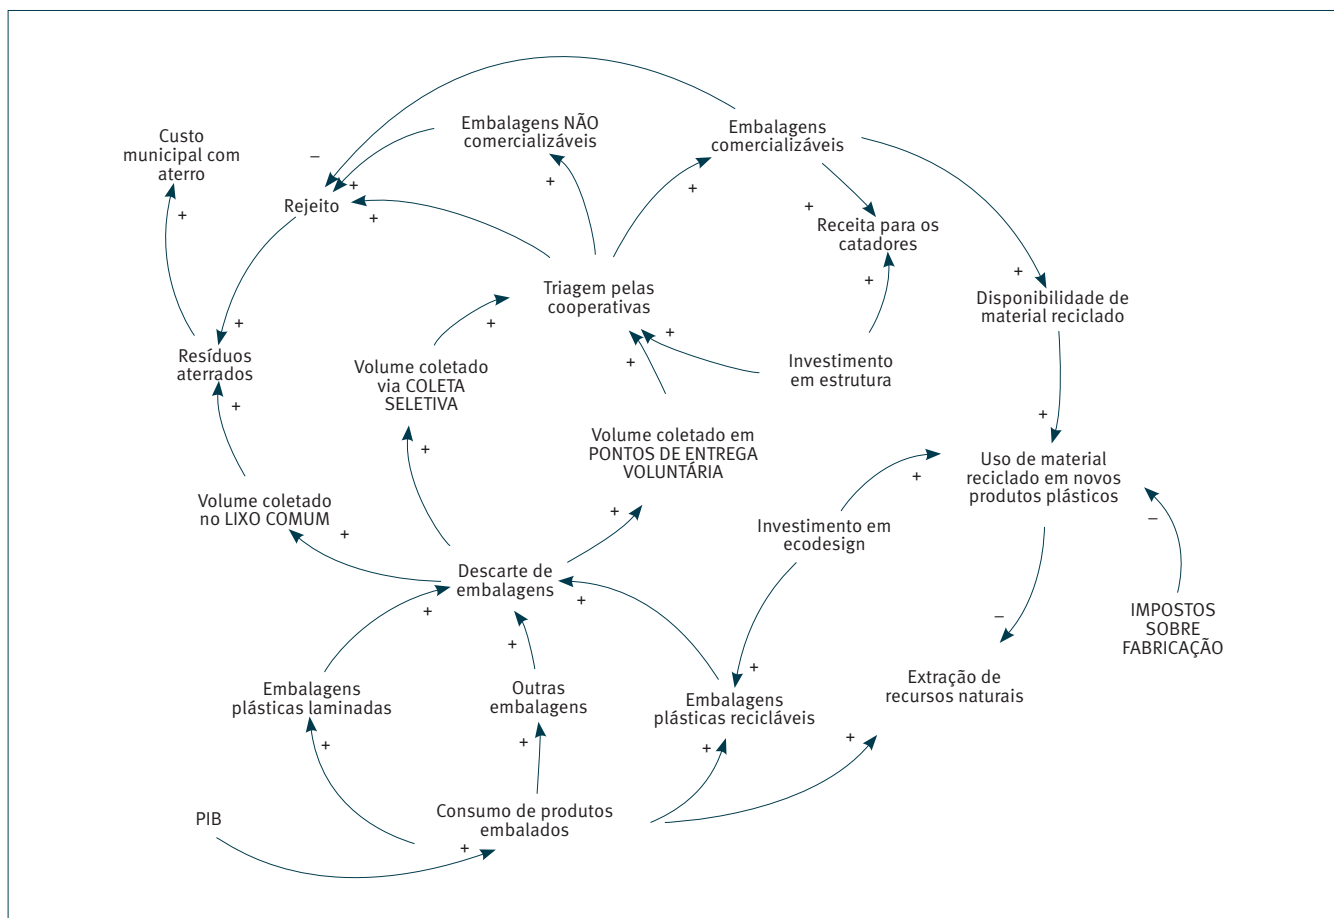 Custo
municipal com
aterro
Embalagens NÃO
comercializáveis
Embalagens
comercializáveis
–
+
+
+
+
Rejeito
+
+
Receita para os
catadores
+
+
Triagem pelas
cooperativas
Disponibilidade de
material reciclado
+
+
+
+
Resíduos
aterrados
Volume coletado
via COLETA
SELETIVA
Investimento
em estrutura
+
+
+
Volume coletado em
PONTOS DE ENTREGA
VOLUNTÁRIA
Uso de material
reciclado em novos
produtos plásticos
+
Volume coletado
no LIXO COMUM
+
+
–
Investimento em
ecodesign
Descarte de
embalagens
+
+
–
IMPOSTOS
SOBRE
FABRICAÇÃO
+
+
Embalagens
plásticas laminadas
Outras
embalagens
Embalagens
plásticas recicláveis
Extração de
recursos naturais
+
+
+
+
PIB
Consumo de produtos
embalados
+